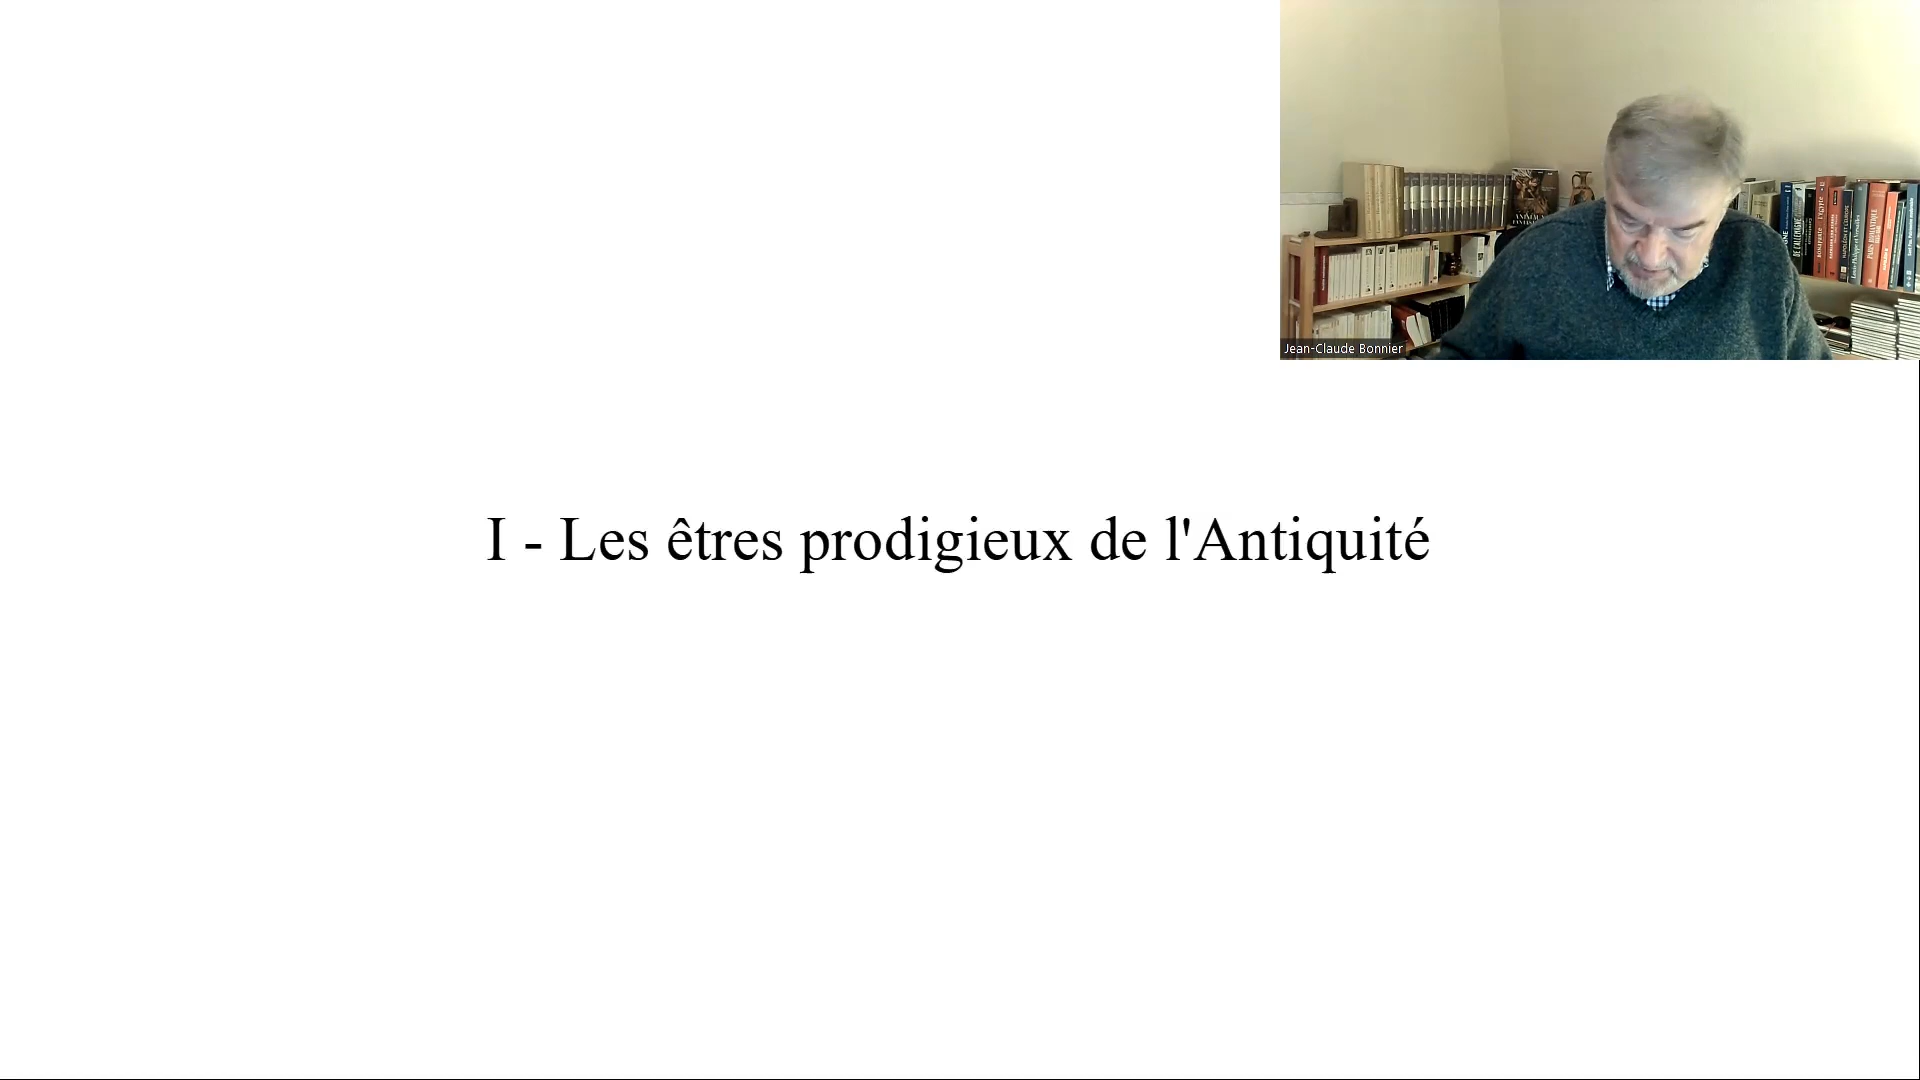 Jean-Claude Bonnier
I - Les êtres prodigieux de l'Antiquité